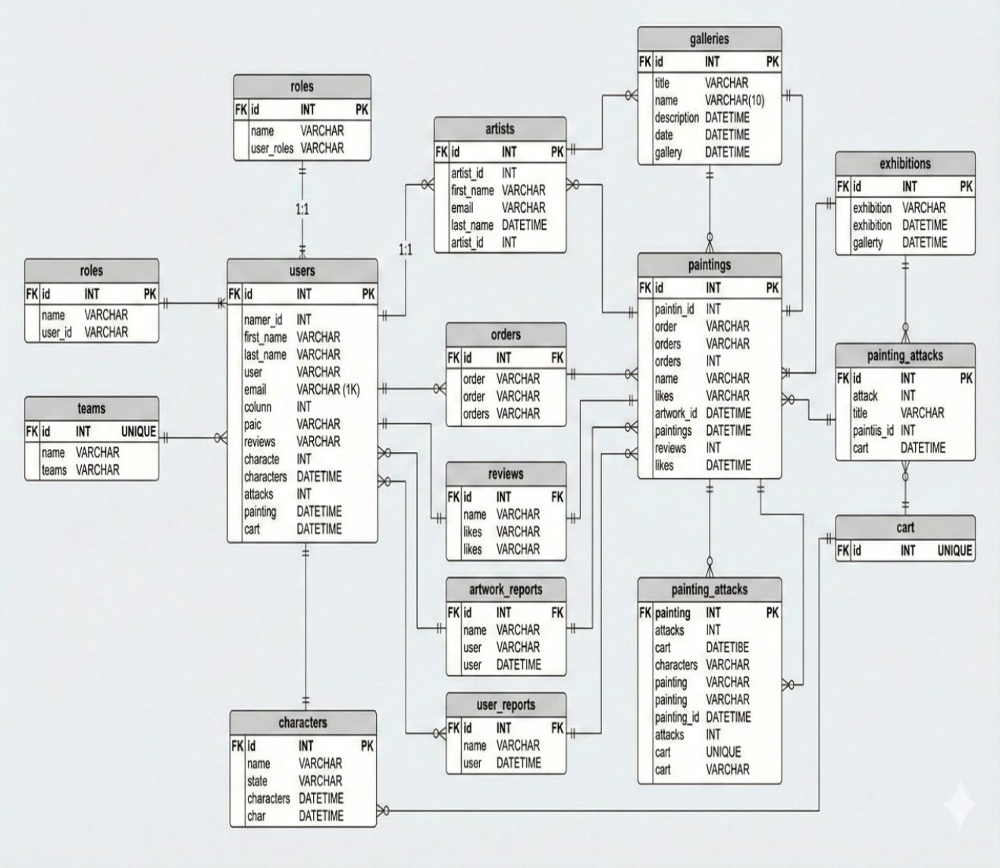 galleries
FK id INT PK
title VARCHAR
name VARCHAR(10)
description DATETIME
date DATETIME
gallery DATETIME
roles
FK id INT PK
name VARCHAR
user_roles VARCHAR
artists
FK id INT PK
artist_id INT
first_name VARCHAR
email VARCHAR
last_name DATETIME
artist_id INT
exhibitions
FK id INT PK
exhibition VARCHAR
exhibition DATETIME
gallerty DATETIME
1:1
1:1
roles
FK id INT PK
name VARCHAR
user_id VARCHAR
users
FK id INT PK
namer_id INT
first_name VARCHAR
last_name VARCHAR
user VARCHAR
email VARCHAR (1K)
colunn INT
paic VARCHAR
reviews VARCHAR
characte INT
characters DATETIME
attacks INT
painting DATETIME
cart DATETIME
paintings
FK id INT PK
paintin_id INT
order VARCHAR
orders VARCHAR
orders INT
name VARCHAR
likes VARCHAR
artwork_id DATETIME
paintings DATETIME
reviews INT
likes DATETIME
orders
FK id INT FK
order VARCHAR
order VARCHAR
orders VARCHAR
painting_attacks
FK id INT PK
attack INT
title VARCHAR
paintiis_id INT
cart DATETIME
teams
FK id INT UNIQUE
name VARCHAR
teams VARCHAR
reviews
FK id INT FK
name VARCHAR
likes VARCHAR
likes VARCHAR
cart
FK id INT UNIQUE
artwork_reports
FK id INT FK
name VARCHAR
user VARCHAR
user DATETIME
painting_attacks
FK painting INT PK
attacks INT
cart DATETIBE
characters VARCHAR
painting VARCHAR
painting VARCHAR
painting_id DATETIME
attacks INT
cart UNIQUE
cart VARCHAR
user_reports
FK id INT FK
name VARCHAR
user DATETIME
characters
FK id INT PK
name VARCHAR
state VARCHAR
characters DATETIME
char DATETIME